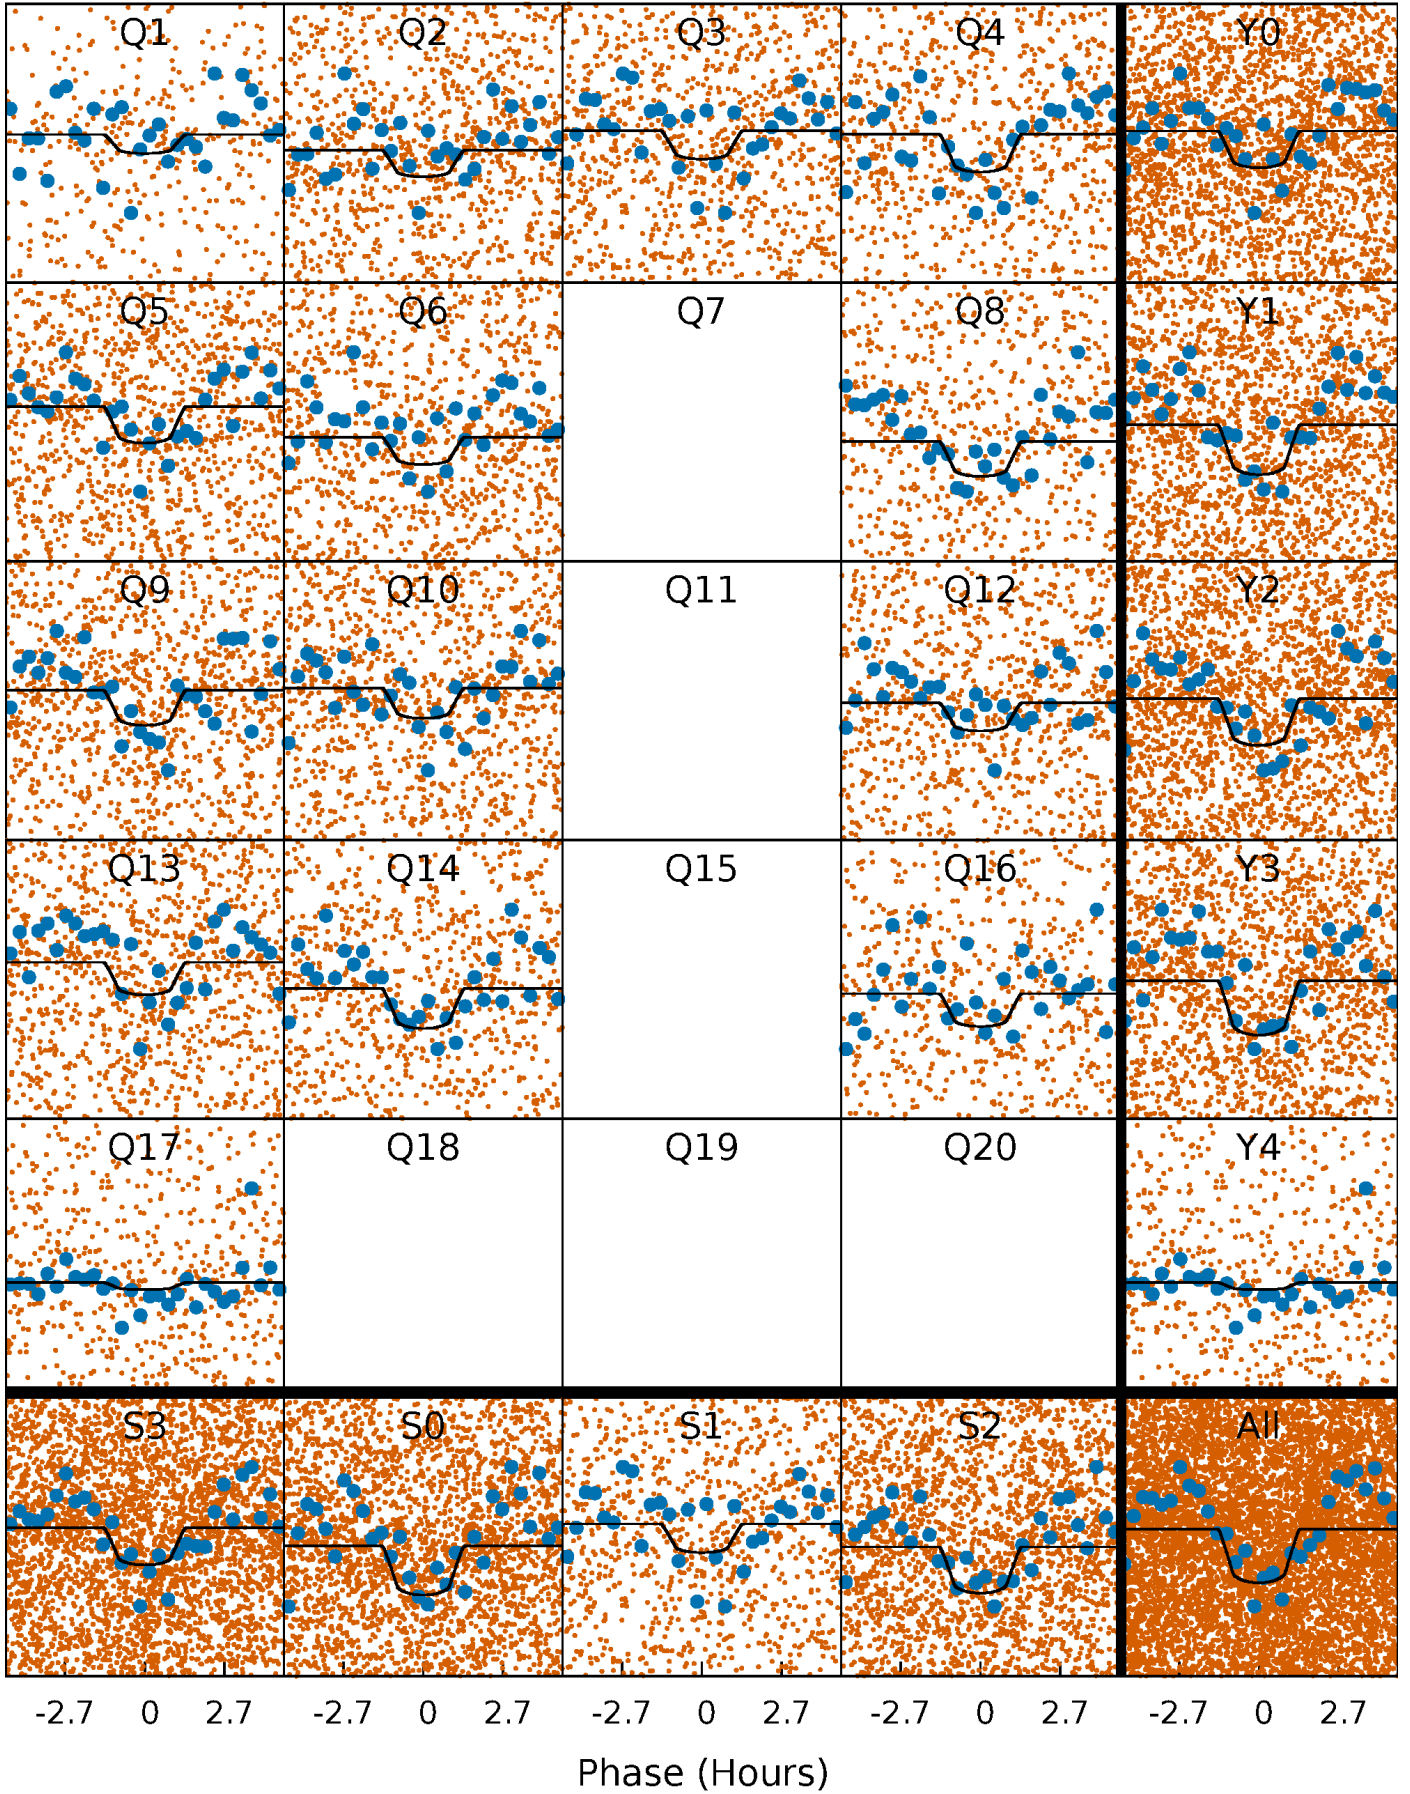 Q1 Q2 Q3 Q4 Y0
Q5 Q6 Q7 Q8 Y1
Q9 Q10 Q11 Q12 Y2
Q13 Q14 Q15 Q16 Y3
Q17 Q18 Q19 Q20 Y4
S3 S0 S1 S2 All
-2.7 0 2.7 -2.7 0 2.7 -2.7 0 2.7 -2.7 0 2.7 -2.7 0 2.7
Phase (Hours)